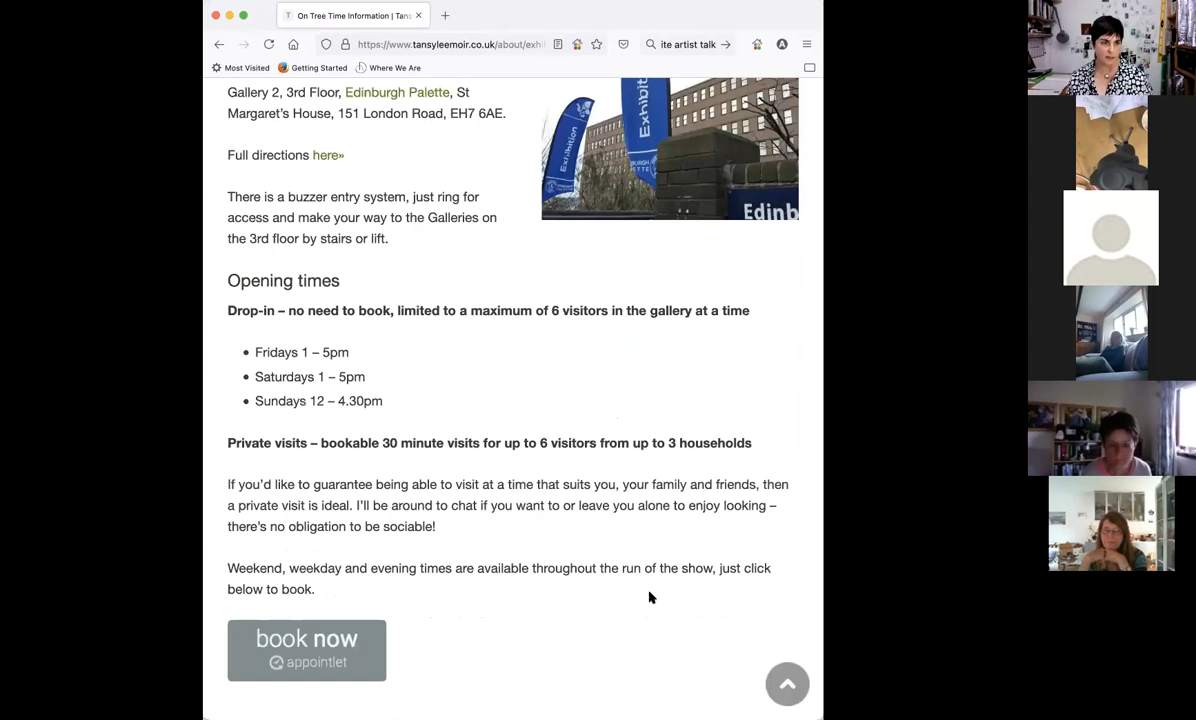 On Tree Time Information | Tans
https://www.tansyleemoir.co.uk/about/exhi
ite artist talk
Most Visited
Getting Started
Where We Are
Gallery 2, 3rd Floor, Edinburgh Palette, St
Margaret's House, 151 London Road, EH7 6AE.
Full directions here»
There is a buzzer entry system, just ring for
access and make your way to the Galleries on
the 3rd floor by stairs or lift.
Exhibition
Exhibit
Edinb
Opening times
Drop-in – no need to book, limited to a maximum of 6 visitors in the gallery at a time
• Fridays 1 – 5pm
• Saturdays 1 – 5pm
• Sundays 12 – 4.30pm
Private visits – bookable 30 minute visits for up to 6 visitors from up to 3 households
If you'd like to guarantee being able to visit at a time that suits you, your family and friends, then
a private visit is ideal. I'll be around to chat if you want to or leave you alone to enjoy looking –
there's no obligation to be sociable!
Weekend, weekday and evening times are available throughout the run of the show, just click
below to book.
book now
appointlet